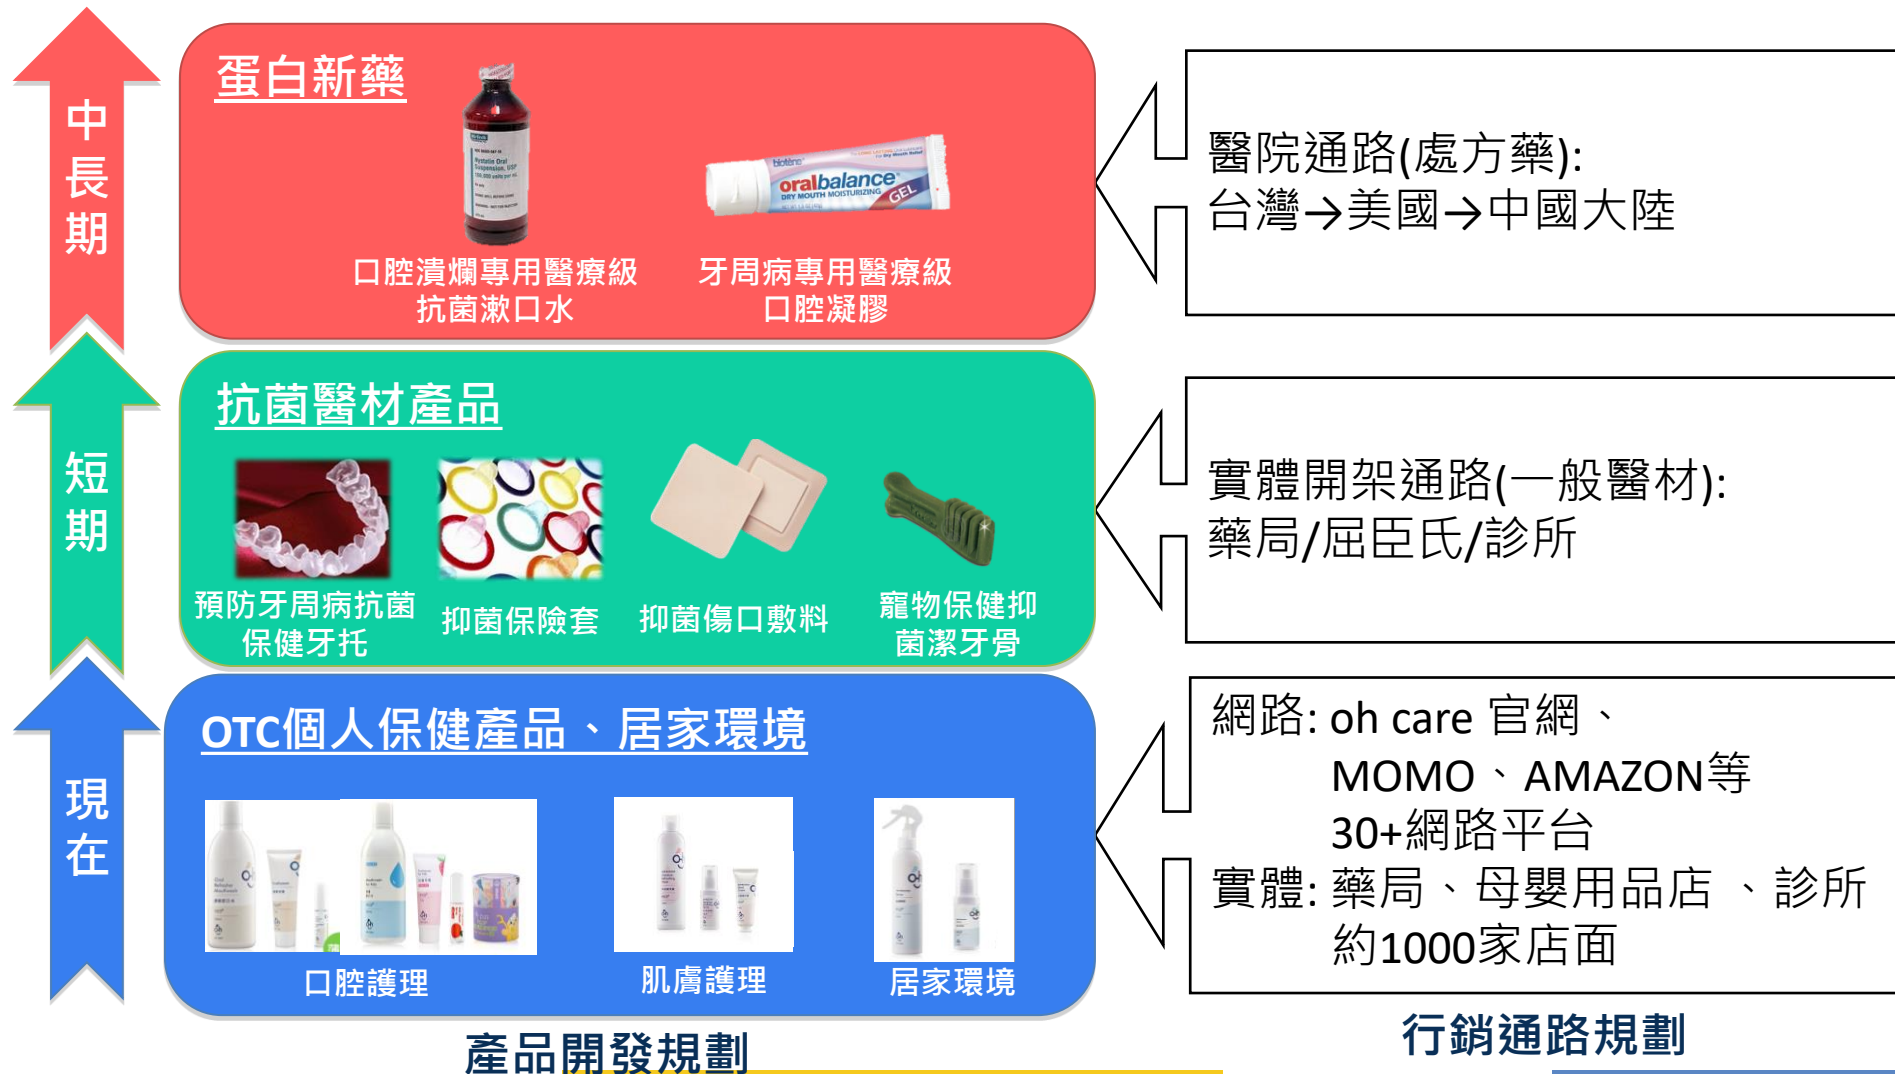 中長期
蛋白新藥
Nystatin Oral
Suspension, USP
biotène
oralbalance
DRY MOUTH MOISTURIZING
GEL
口腔潰爛專用醫療級
抗菌漱口水
牙周病專用醫療級
口腔凝膠
醫院通路(處方藥):
台灣→美國→中國大陸
短期
抗菌醫材產品
預防牙周病抗菌
保健牙托
抑菌保險套
抑菌傷口敷料
寵物保健抑
菌潔牙骨
實體開架通路(一般醫材):
藥局/屈臣氏/診所
現在
OTC個人保健產品、居家環境
口腔護理
肌膚護理
居家環境
網路: oh care 官網、
MOMO、AMAZON等
30+網路平台
實體: 藥局、母嬰用品店 、診所
約1000家店面
產品開發規劃
行銷通路規劃